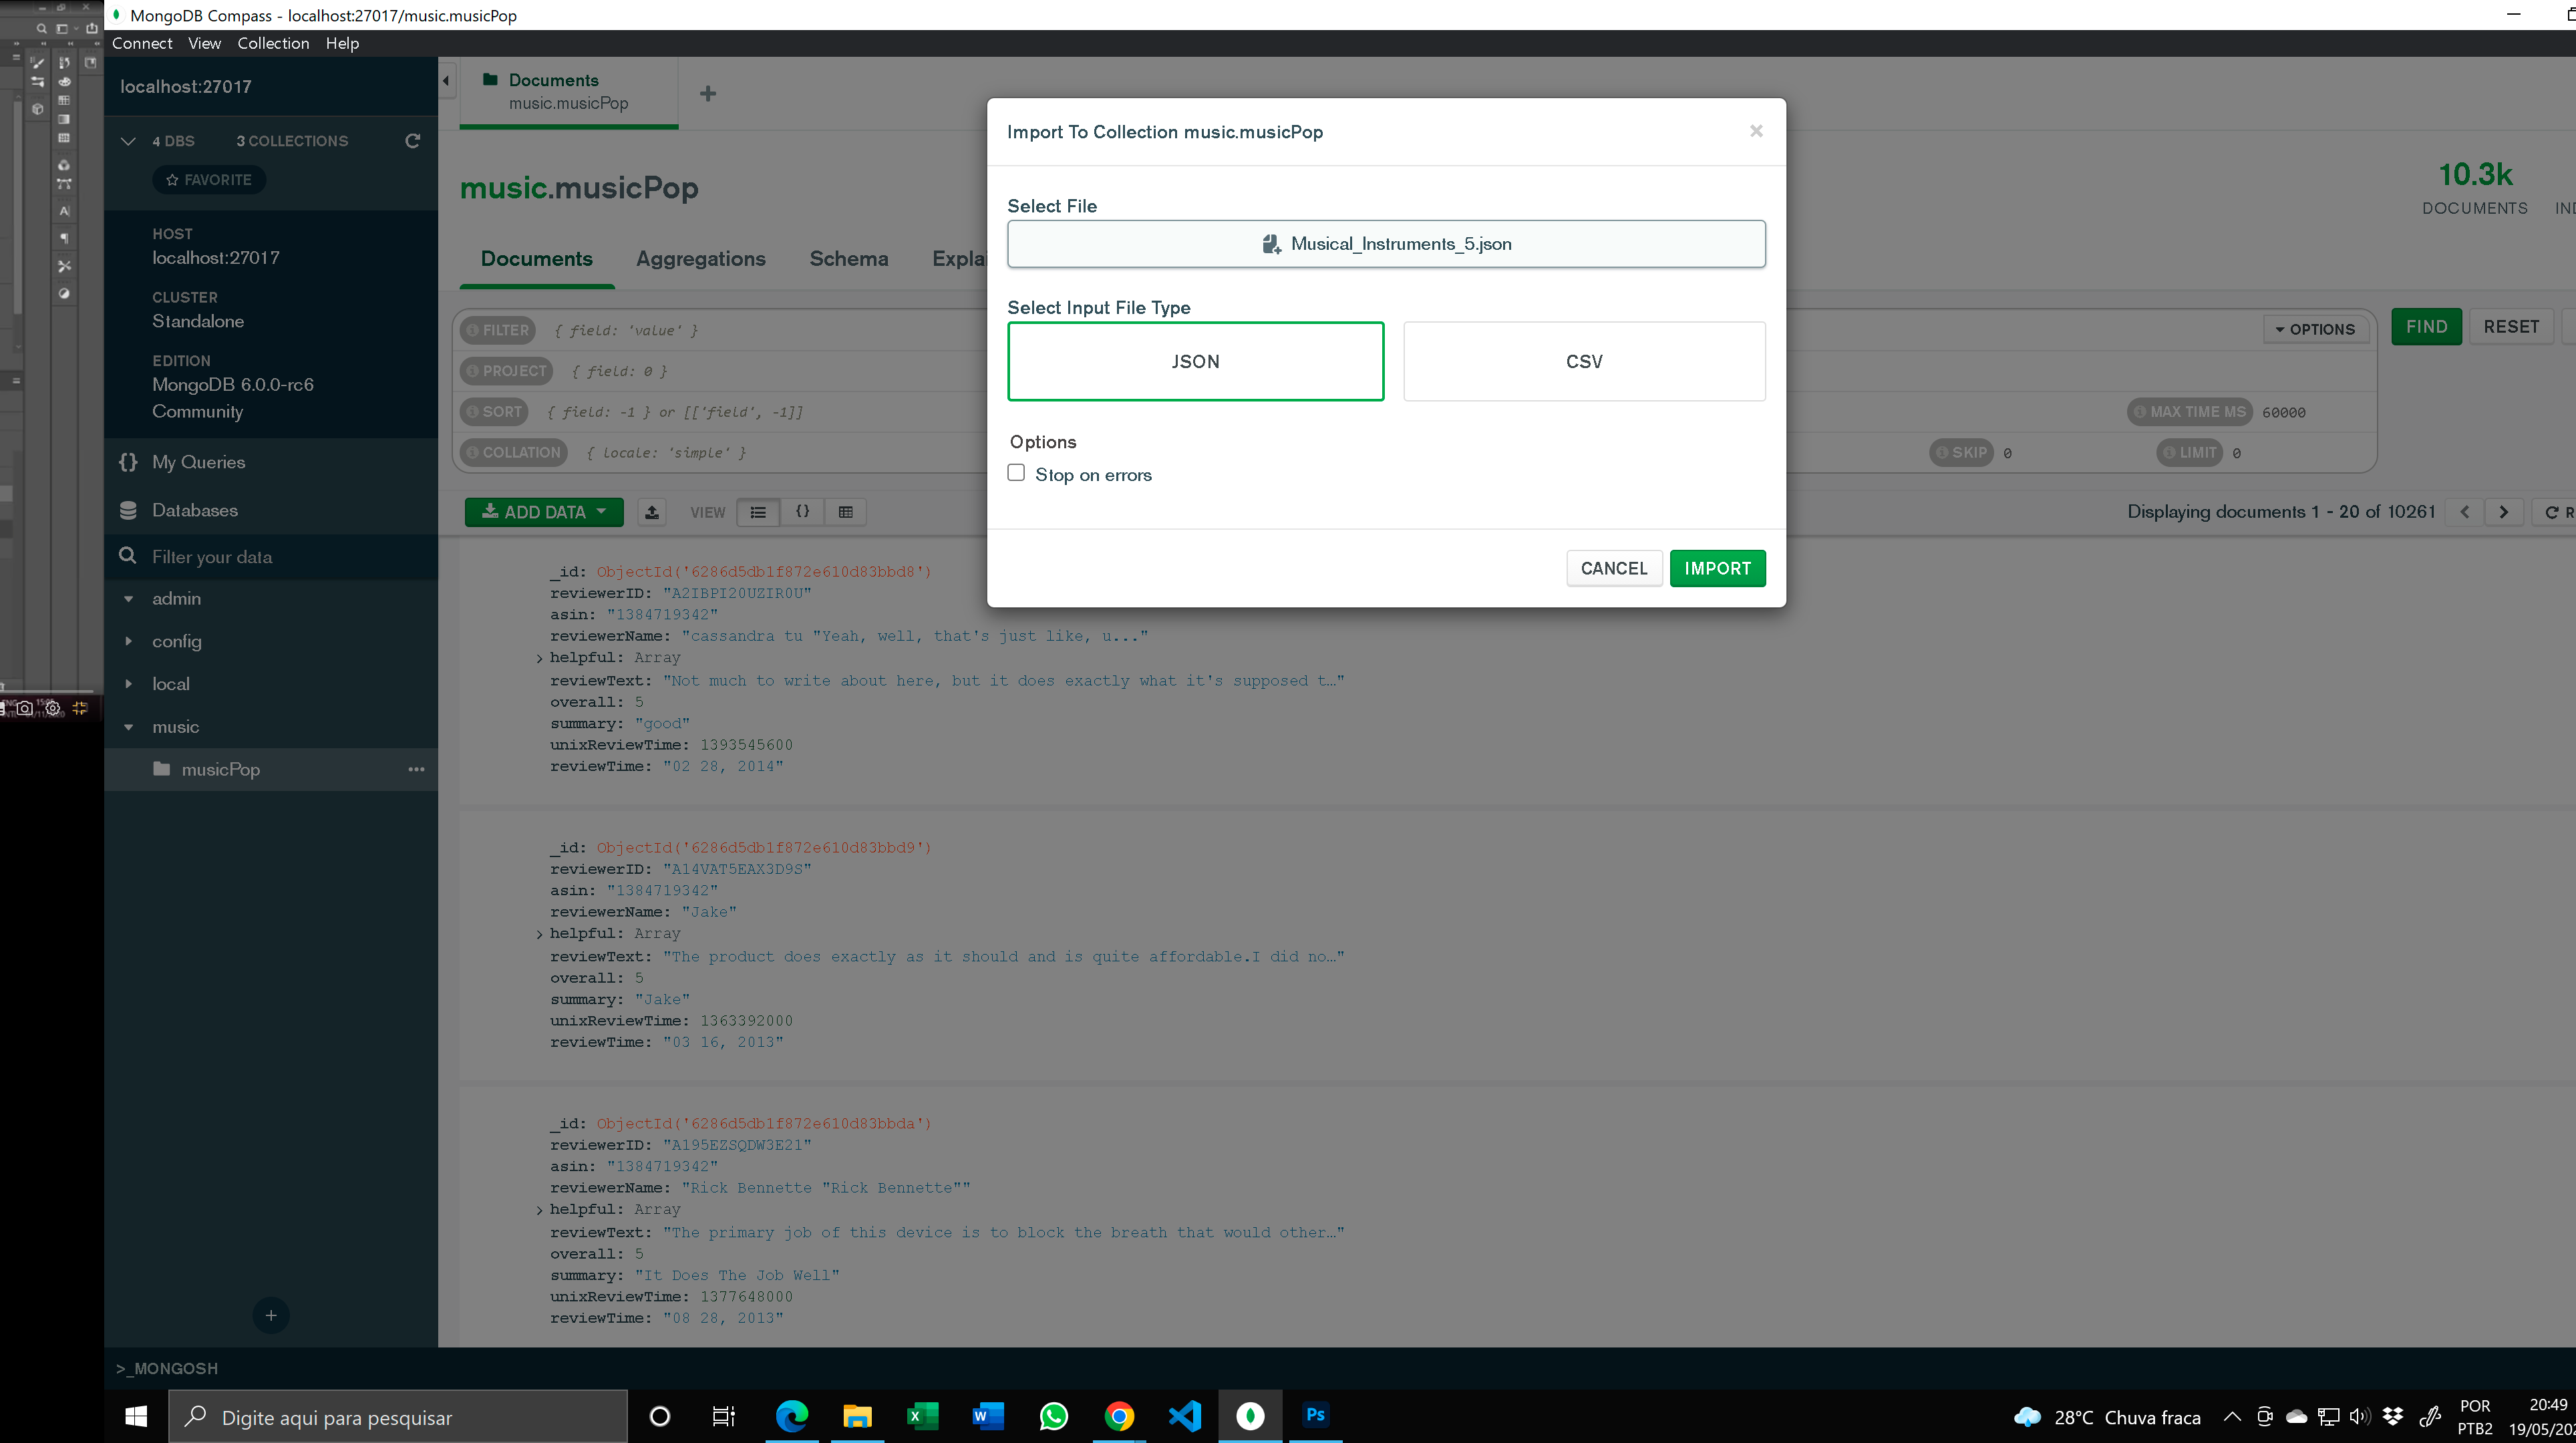 MongoDB Compass - localhost:27017/music.musicPop
Connect View Collection Help
localhost:27017
4 DBS 3 COLLECTIONS
FAVORITE
HOST
localhost:27017
CLUSTER
Standalone
EDITION
MongoDB 6.0.0-rc6
Community
My Queries
Databases
Filter your data
admin
config
local
music
musicPop
Documents
music.musicPop
music.musicPop
10.3k
DOCUMENTS
Documents Aggregations Schema
FILTER { field: 'value' }
OPTIONS
FIND
RESET
PROJECT { field: 0 }
SORT { field: -1 } or [['field', -1]]
MAX TIME MS 60000
COLLATION { locale: 'simple' }
SKIP 0
LIMIT 0
ADD DATA
VIEW
{}
Displaying documents 1 - 20 of 10261
Import To Collection music.musicPop
Select File
Musical_Instruments_5.json
Select Input File Type
JSON
CSV
Options
Stop on errors
CANCEL
IMPORT
_id: ObjectId('6286d5db1f872e610d83bbd8')
reviewerID: "A2IBPI20UZIR0U"
asin: "1384719342"
reviewerName: "cassandra tu "Yeah, well, that's just like, u..."
helpful: Array
reviewText: "Not much to write about here, but it does exactly what it's supposed t…"
overall: 5
summary: "good"
unixReviewTime: 1393545600
reviewTime: "02 28, 2014"
_id: ObjectId('6286d5db1f872e610d83bbd9')
reviewerID: "A14VAT5EAX3D9S"
asin: "1384719342"
reviewerName: "Jake"
helpful: Array
reviewText: "The product does exactly as it should and is quite affordable.I did no…"
overall: 5
summary: "Jake"
unixReviewTime: 1363392000
reviewTime: "03 16, 2013"
_id: ObjectId('6286d5db1f872e610d83bbda')
reviewerID: "A195EZSQDW3E21"
asin: "1384719342"
reviewerName: "Rick Bennette "Rick Bennette""
helpful: Array
reviewText: "The primary job of this device is to block the breath that would other…"
overall: 5
summary: "It Does The Job Well"
unixReviewTime: 1377648000
reviewTime: "08 28, 2013"
>_MONGOSH
Digite aqui para pesquisar
Ps
28°C Chuva fraca
POR
PTB2
20:49